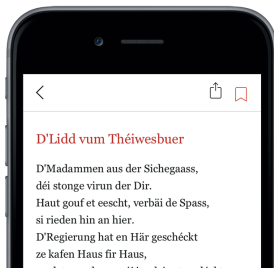 D'Lidd vum Théiwesbuer
D'Madammen aus der Sichegaass,
déi stonge virun der Dir.
Haut gouf et eescht, verbäi de Spass,
si rieden hin an hier.
D'Regierung hat en Här geschéckt
ze kafen Haus fir Haus,